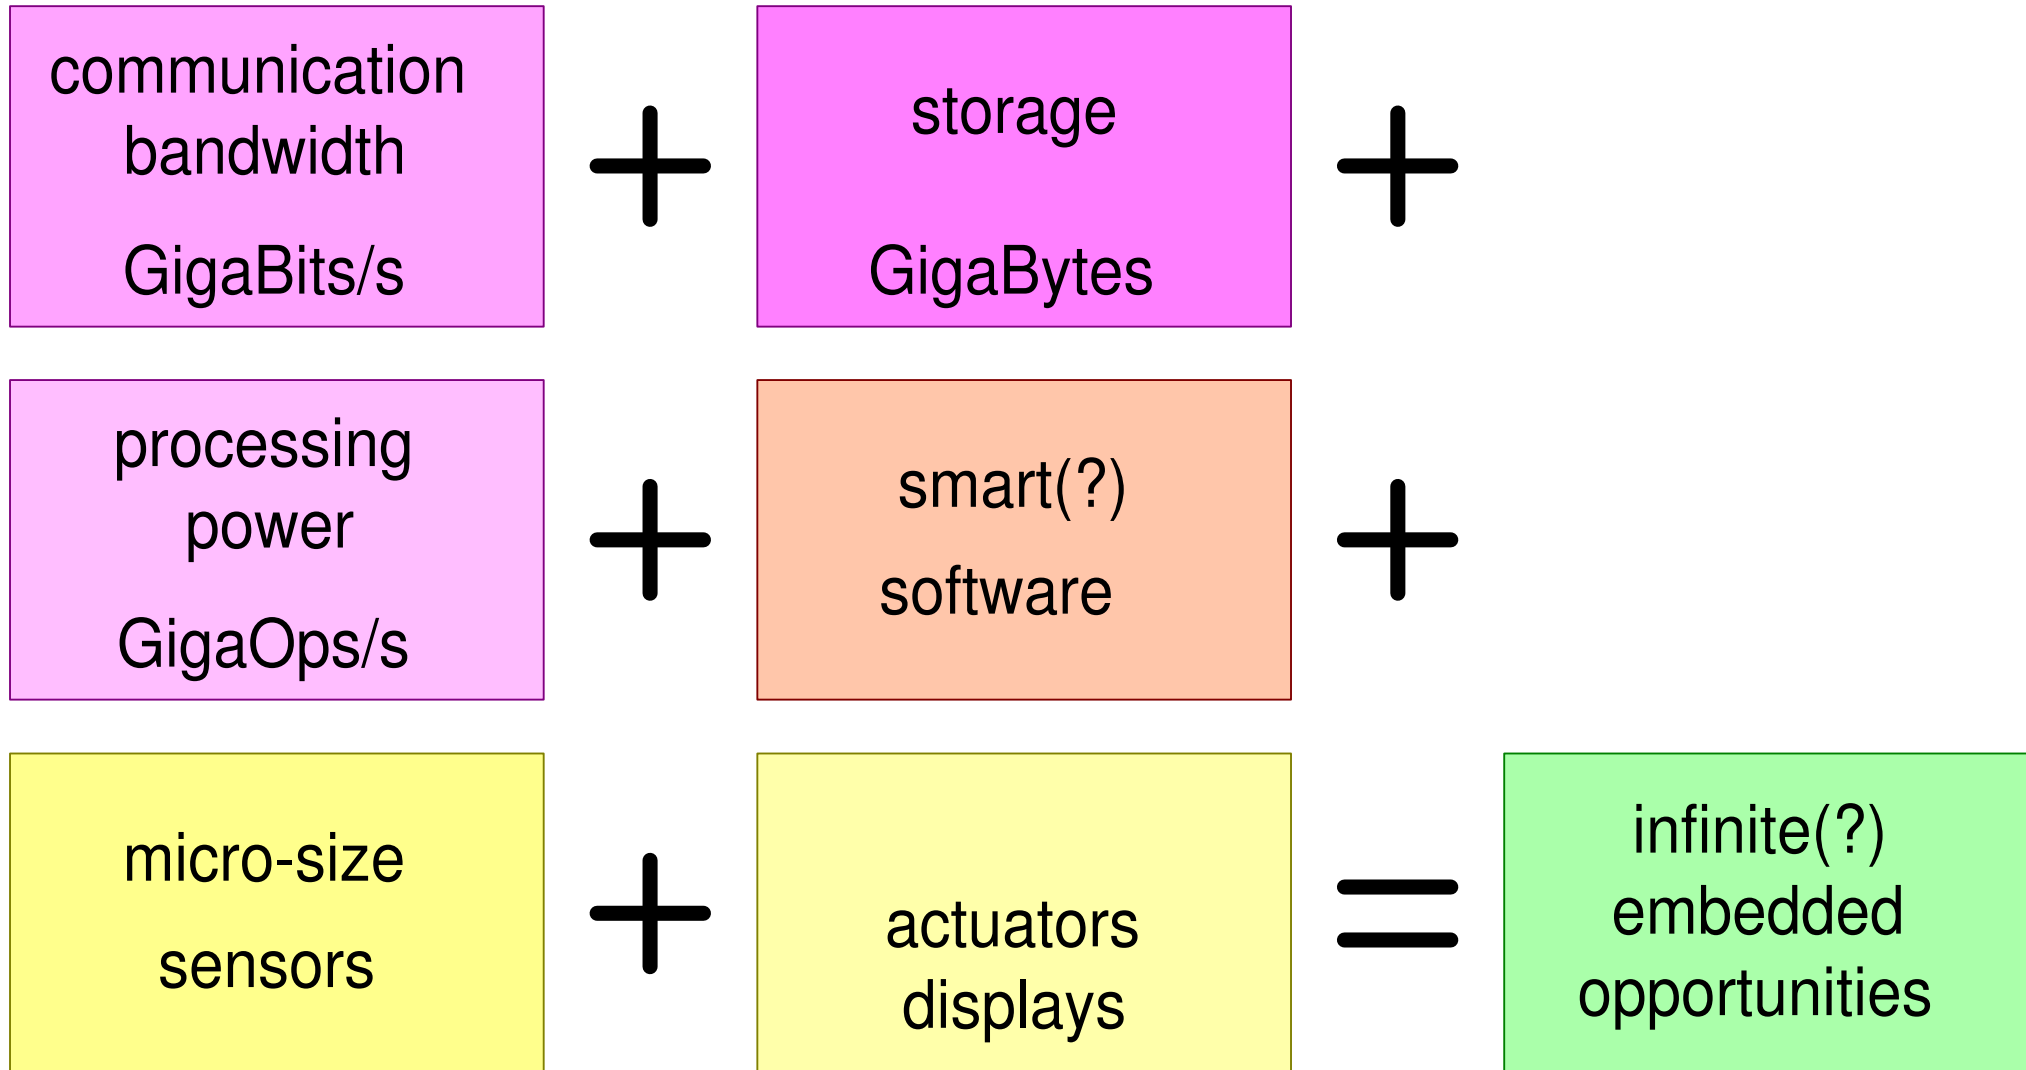 communication
bandwidth
GigaBits/s
+
storage
GigaBytes
+
processing
power
GigaOps/s
+
smart(?)
software
+
micro-size
sensors
+
actuators
displays
=
infinite(?)
embedded
opportunities